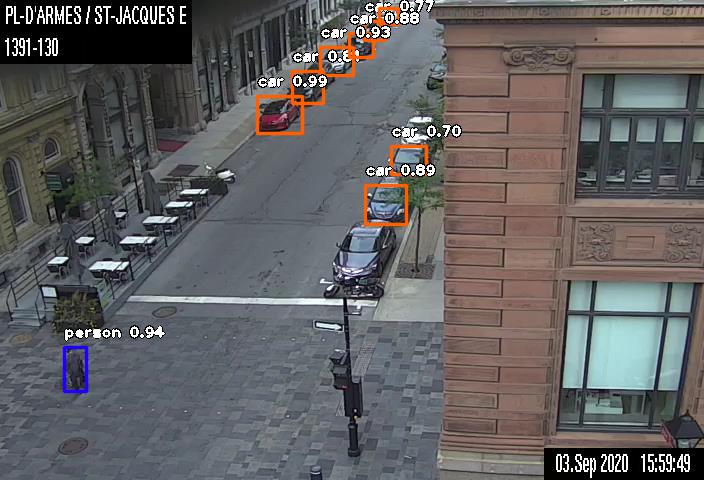 PL-D'ARMES / ST-JACQUES E
1391-130
car 0.77
car 0.88
car 0.93
car 0.99
car 0.70
car 0.89
person 0.94
03.Sep 2020 15:59:49